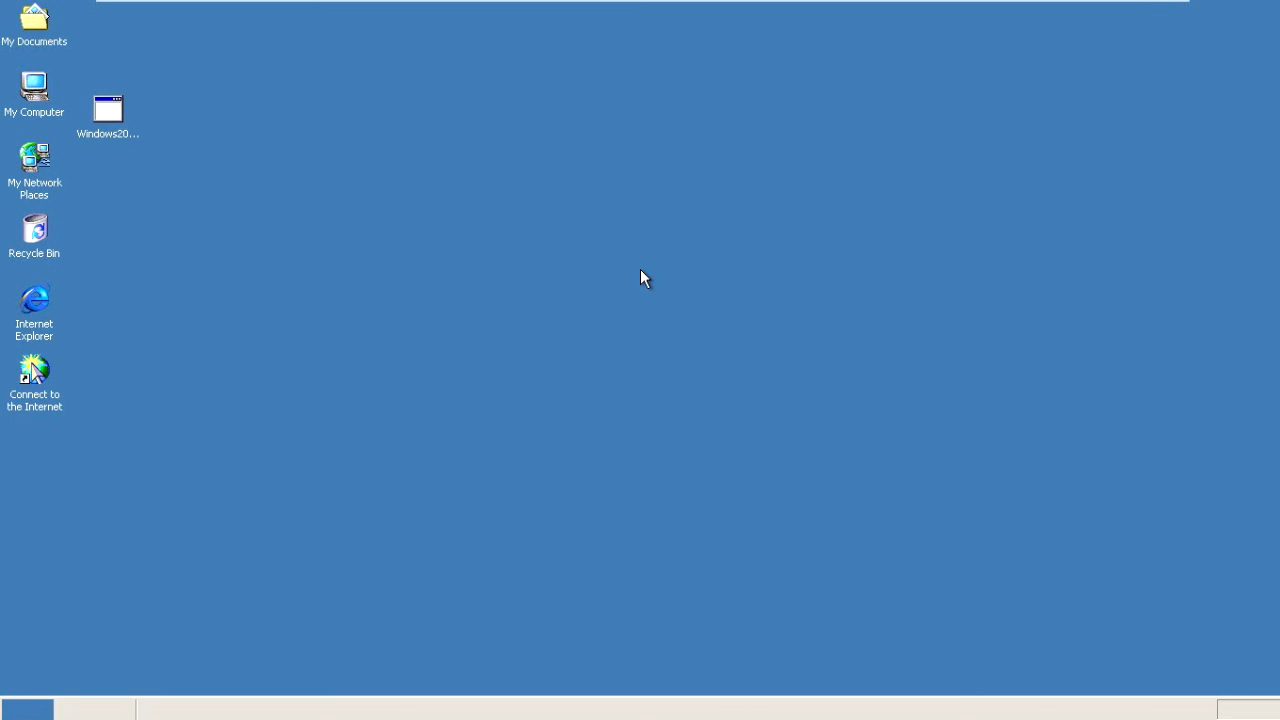 My Documents
My Computer
Windows20...
My Network
Places
Recycle Bin
Internet
Explorer
Connect to
the Internet